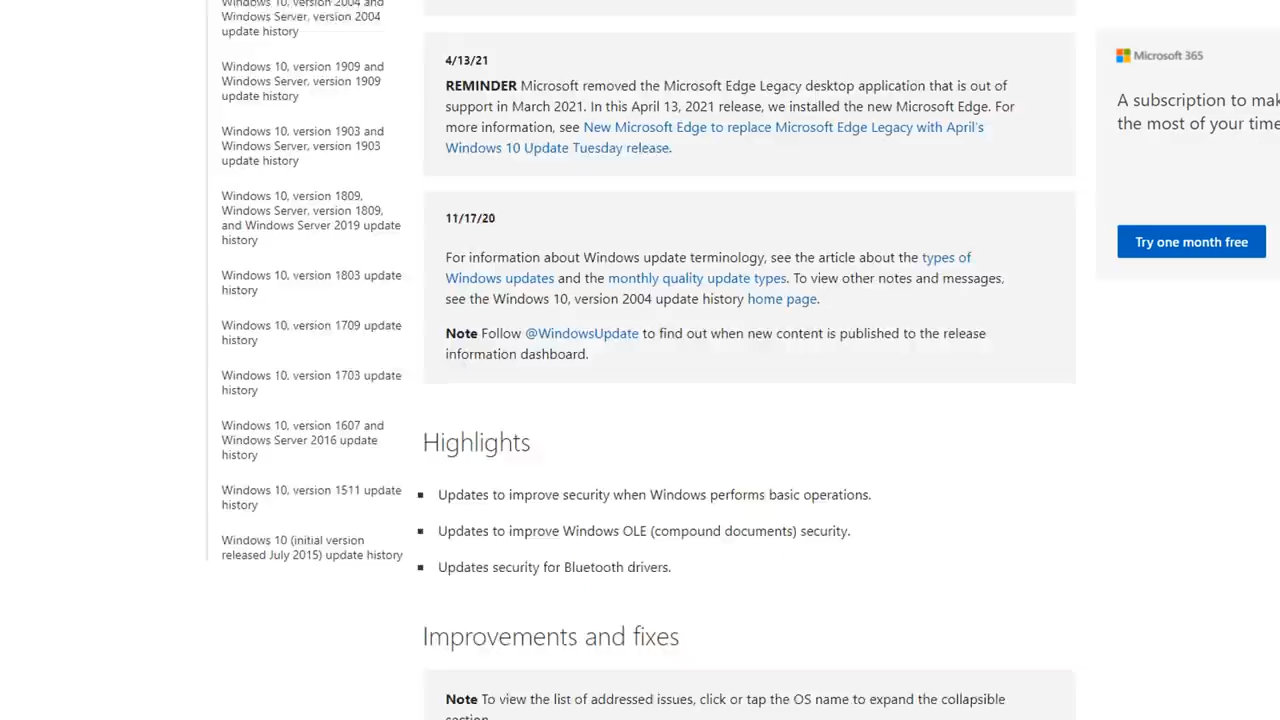 Windows 10, version 2004 and
Windows Server, version 2004
update history
Windows 10, version 1909 and
Windows Server, version 1909
update history
Windows 10, version 1903 and
Windows Server, version 1903
update history
Windows 10, version 1809,
Windows Server, version 1809,
and Windows Server 2019 update
history
Windows 10, version 1803 update
history
Windows 10, version 1709 update
history
Windows 10, version 1703 update
history
Windows 10, version 1607 and
Windows Server 2016 update
history
Windows 10, version 1511 update
history
Windows 10 (initial version
released July 2015) update history
4/13/21
REMINDER Microsoft removed the Microsoft Edge Legacy desktop application that is out of
support in March 2021. In this April 13, 2021 release, we installed the new Microsoft Edge. For
more information, see New Microsoft Edge to replace Microsoft Edge Legacy with April's
Windows 10 Update Tuesday release.
11/17/20
For information about Windows update terminology, see the article about the types of
Windows updates and the monthly quality update types. To view other notes and messages,
see the Windows 10, version 2004 update history home page.
Note Follow @WindowsUpdate to find out when new content is published to the release
information dashboard.
Highlights
Updates to improve security when Windows performs basic operations.
Updates to improve Windows OLE (compound documents) security.
Updates security for Bluetooth drivers.
Improvements and fixes
Note To view the list of addressed issues, click or tap the OS name to expand the collapsible
section.
Microsoft 365
A subscription to mak
the most of your time
Try one month free